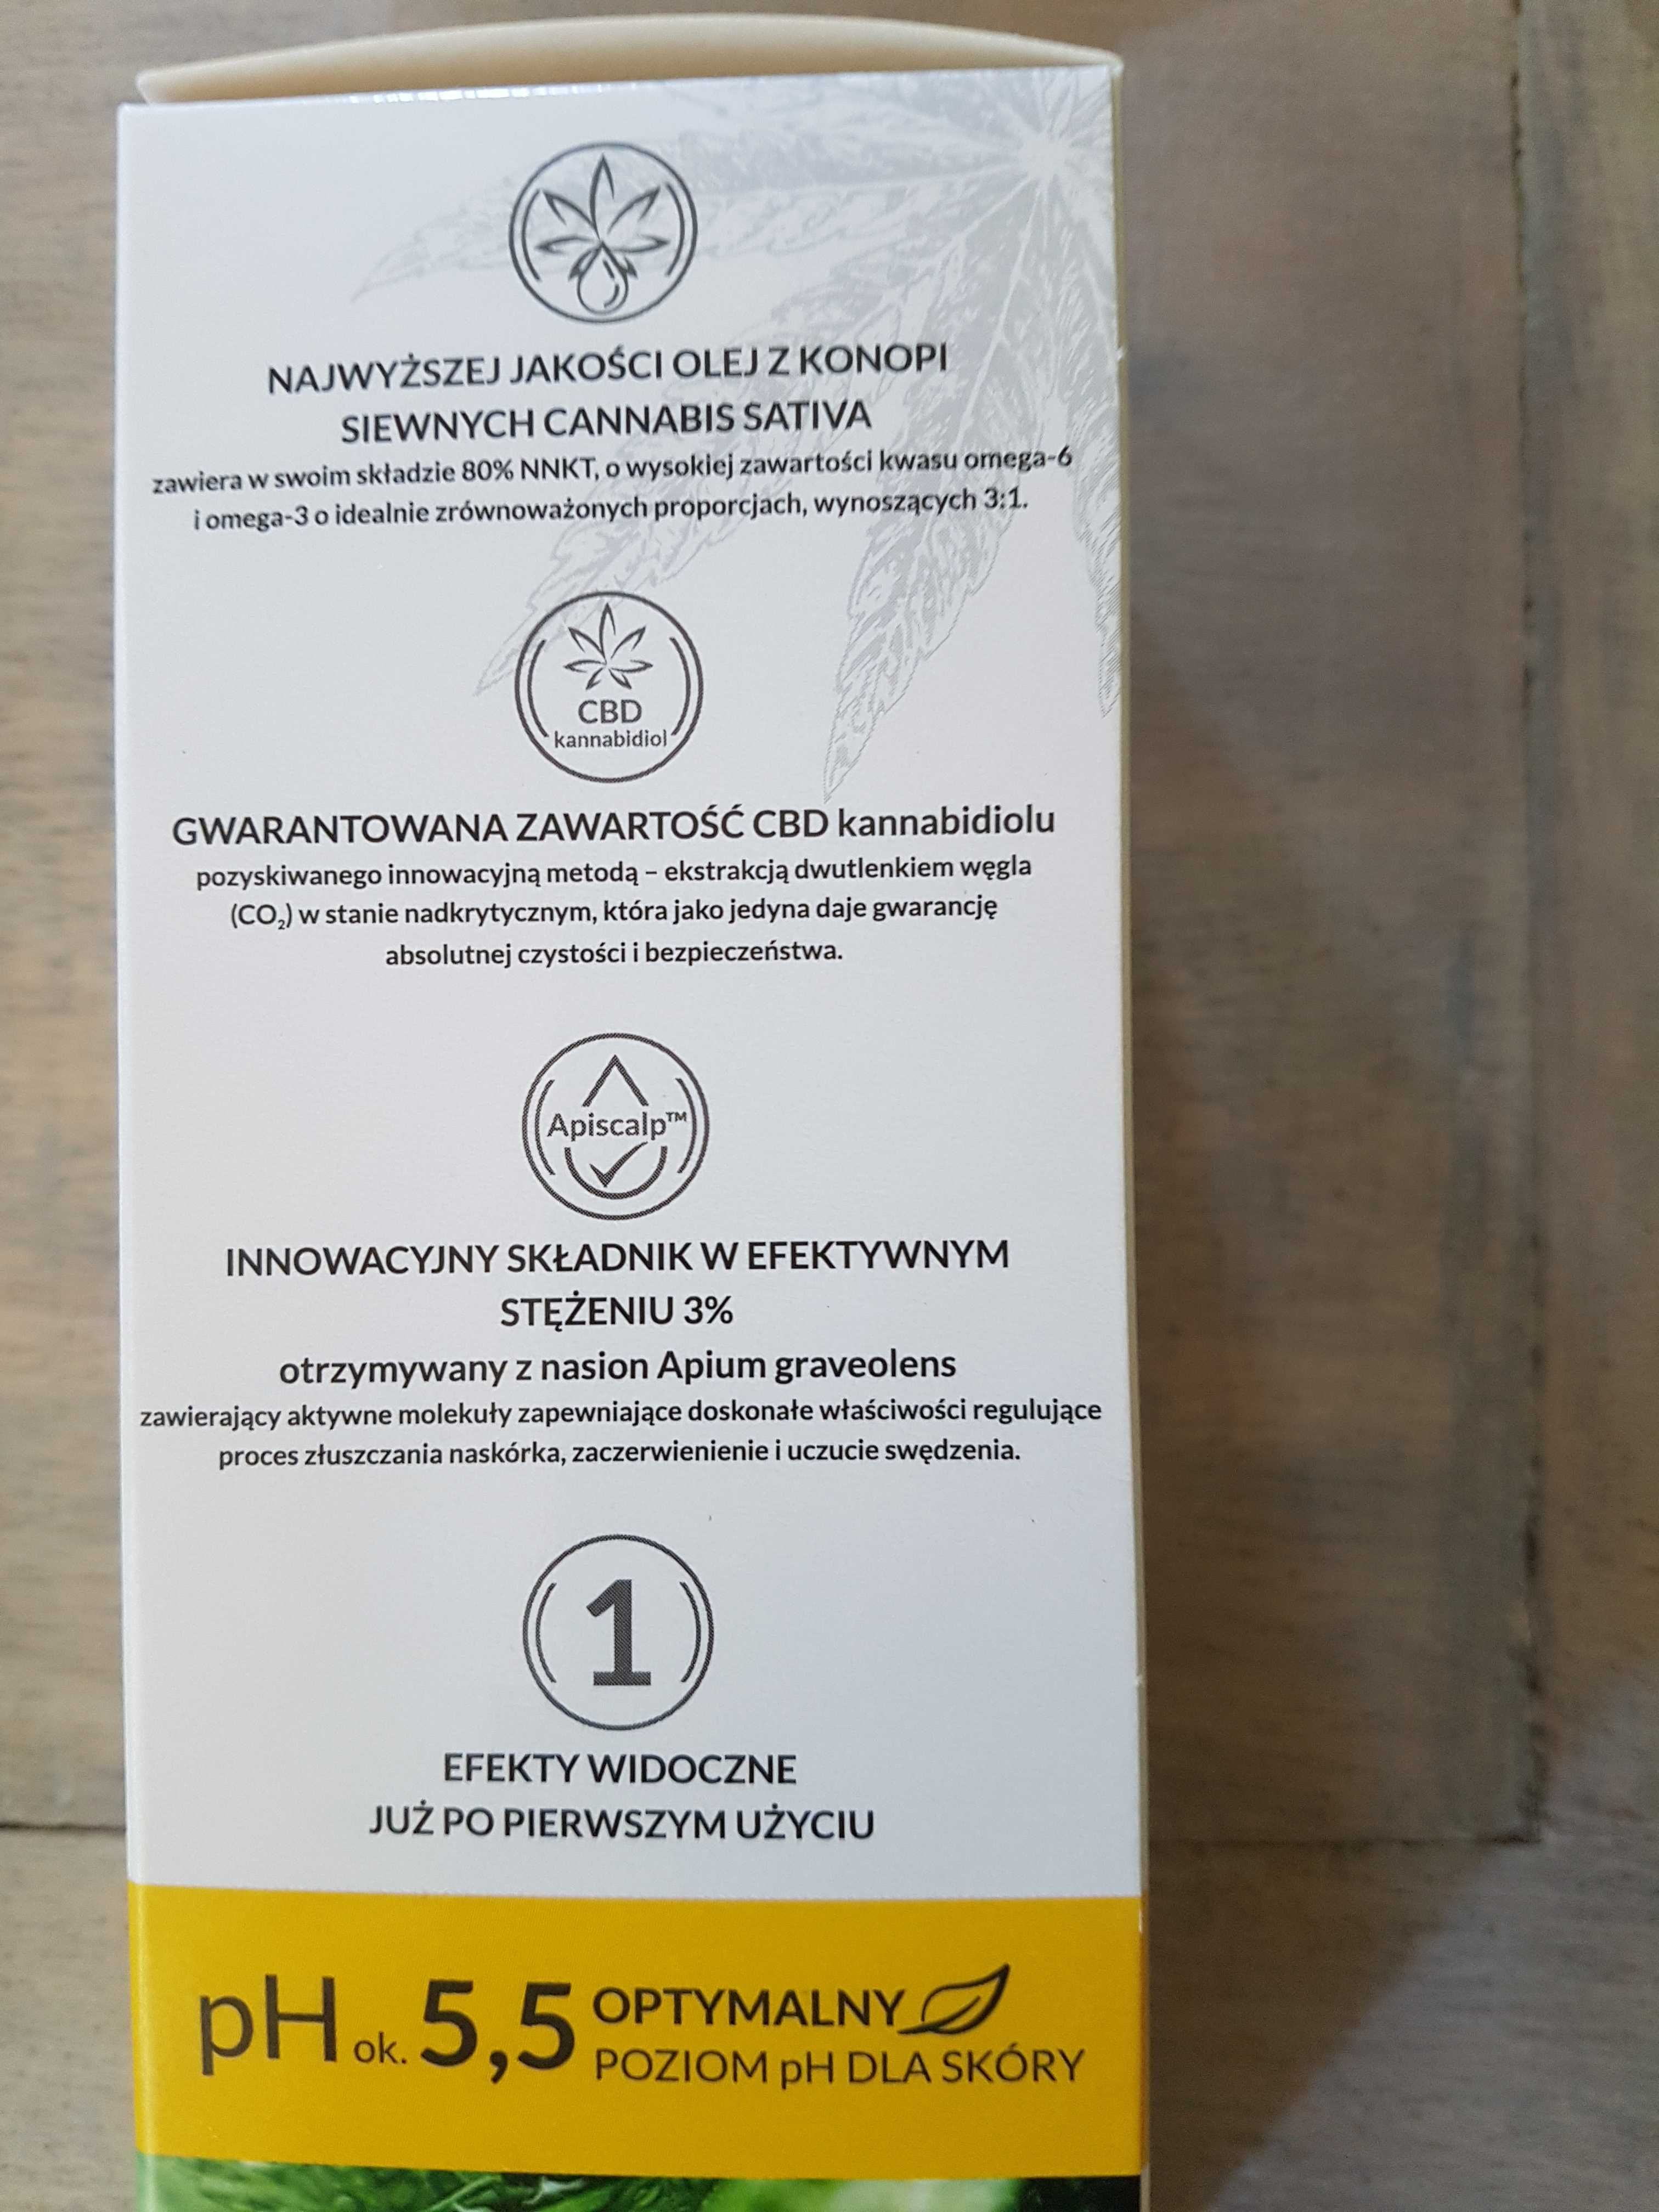 NAJWYŻSZEJ JAKOŚCI OLEJ Z KONOPI
SIEWNYCH CANNABIS SATIVA
zawiera w swoim składzie 80% NNKT, o wysokiej zawartości kwasu omega-6
i omega-3 o idealnie zrównoważonych proporcjach, wynoszących 3:1.
CBD
kannabidiol
GWARANTOWANA ZAWARTOŚĆ CBD kannabidiolu
pozyskiwanego innowacyjną metodą – ekstrakcją dwutlenkiem węgla
(CO₂) w stanie nadkrytycznym, która jako jedyna daje gwarancję
absolutnej czystości i bezpieczeństwa.
Apiscalp™
INNOWACYJNY SKŁADNIK W EFEKTYWNYM
STĘŻENIU 3%
otrzymywany z nasion Apium graveolens
zawierający aktywne molekuły zapewniające doskonałe właściwości regulujące
proces złuszczania naskórka, zaczerwienienie i uczucie swędzenia.
1
EFEKTY WIDOCZNE
JUŻ PO PIERWSZYM UŻYCIU
pH ok. 5,5 OPTYMALNY
POZIOM pH DLA SKÓRY